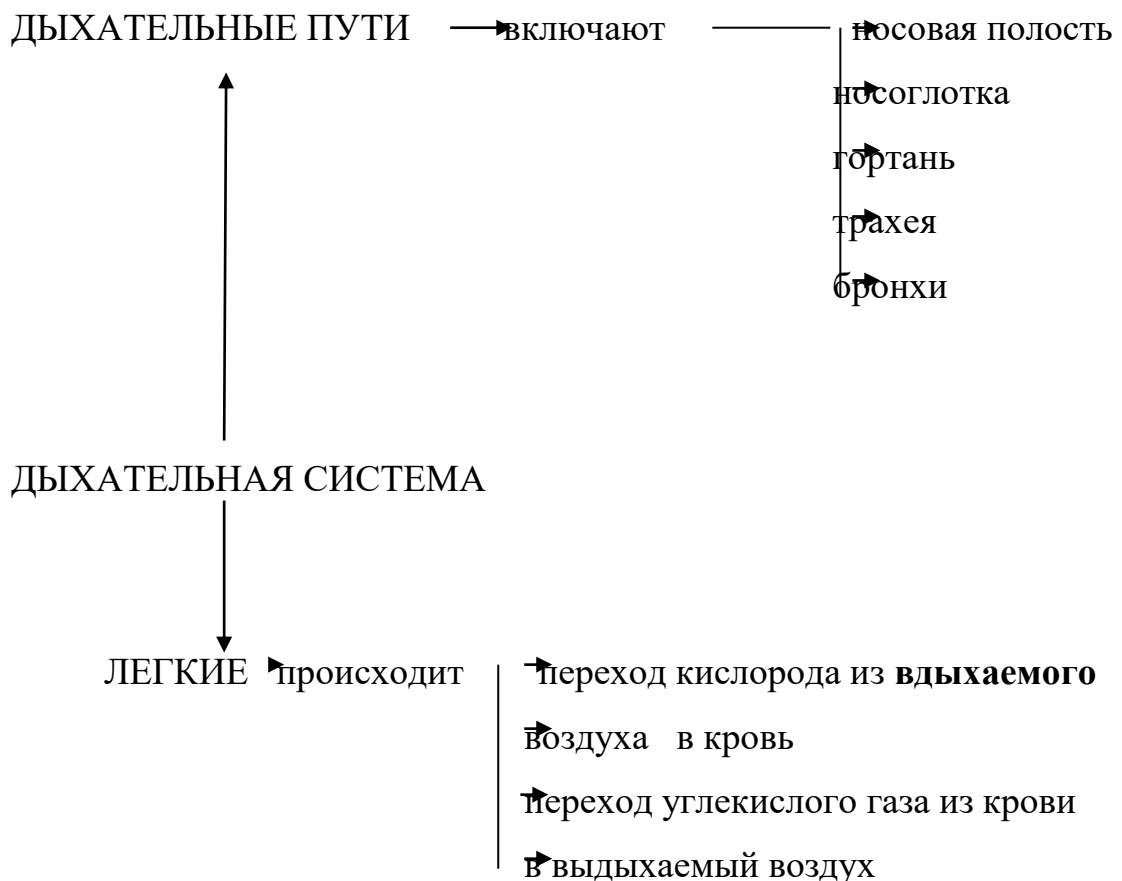 ДЫХАТЕЛЬНЫЕ ПУТИ включают носовая полость
носоглотка
гортань
трахея
бронхи
ДЫХАТЕЛЬНАЯ СИСТЕМА
ЛЕГКИЕ происходит переход кислорода из вдыхаемого
воздуха в кровь
переход углекислого газа из крови
в выдыхаемый воздух